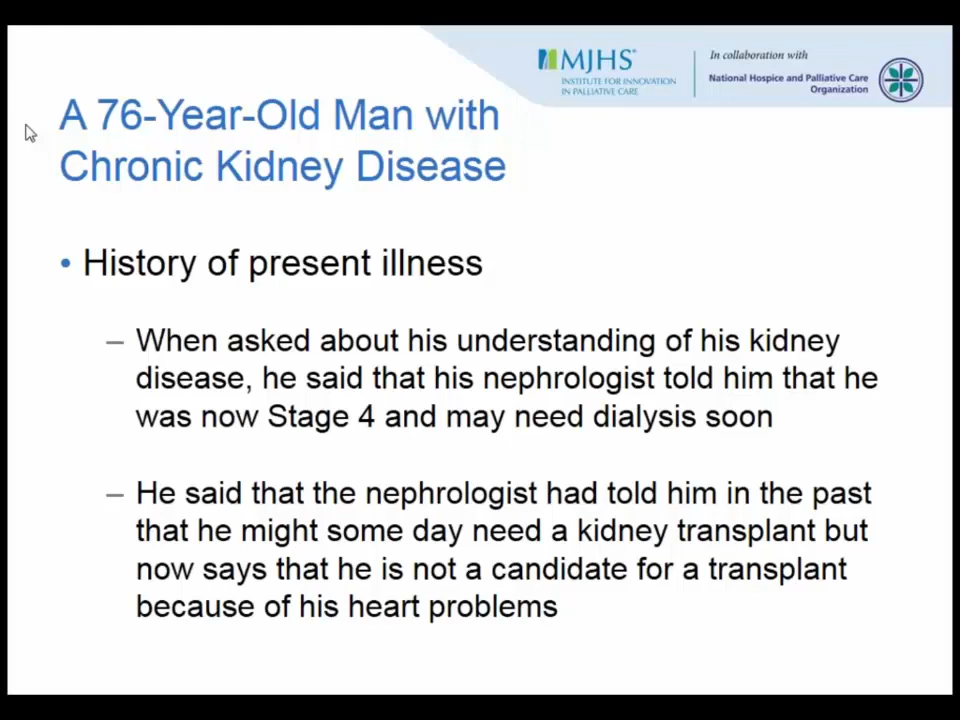 MJHS®
INSTITUTE FOR INNOVATION
IN PALLIATIVE CARE
In collaboration with
National Hospice and Palliative Care
Organization
A 76-Year-Old Man with
Chronic Kidney Disease
• History of present illness
– When asked about his understanding of his kidney
disease, he said that his nephrologist told him that he
was now Stage 4 and may need dialysis soon
– He said that the nephrologist had told him in the past
that he might some day need a kidney transplant but
now says that he is not a candidate for a transplant
because of his heart problems